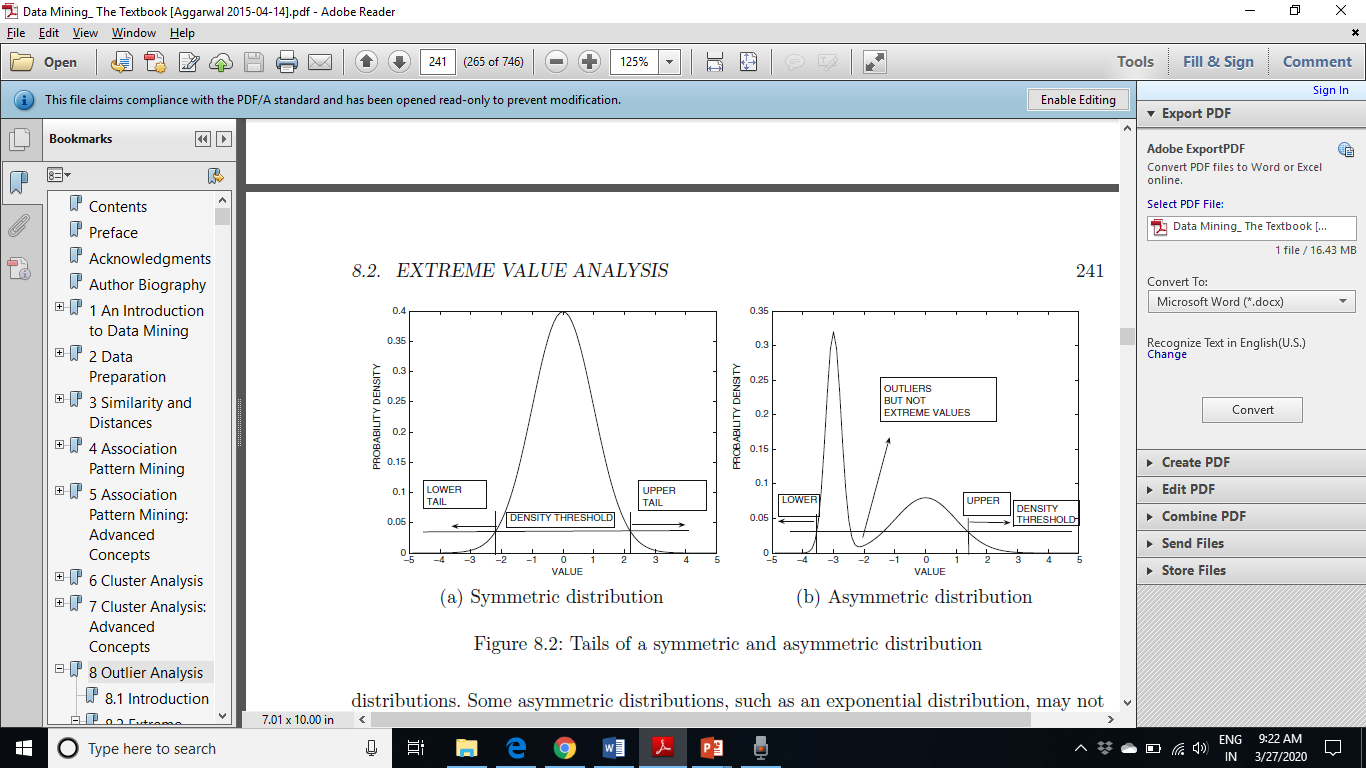 Data Mining_ The Textbook [Aggarwal 2015-04-14].pdf - Adobe Reader
File Edit View Window Help
Open 241 (265 of 746) 125% Tools Fill & Sign Comment
This file claims compliance with the PDF/A standard and has been opened read-only to prevent modification. Enable Editing
Bookmarks
Contents
Preface
Acknowledgments
Author Biography
1 An Introduction
to Data Mining
2 Data
Preparation
3 Similarity and
Distances
4 Association
Pattern Mining
5 Association
Pattern Mining:
Advanced
Concepts
6 Cluster Analysis
7 Cluster Analysis:
Advanced
Concepts
8 Outlier Analysis
8.1 Introduction
8.2 Extreme
8.2. EXTREME VALUE ANALYSIS 241
0.4
0.35
0.3
0.25
0.2
0.15
0.1
0.05
0
PROBABILITY DENSITY
LOWER
TAIL
DENSITY THRESHOLD
UPPER
TAIL
−5 −4 −3 −2 −1 0 1 2 3 4 5
VALUE
(a) Symmetric distribution
0.35
0.3
0.25
0.2
0.15
0.1
0.05
0
PROBABILITY DENSITY
OUTLIERS
BUT NOT
EXTREME VALUES
LOWER
UPPER
DENSITY
THRESHOLD
−5 −4 −3 −2 −1 0 1 2 3 4 5
VALUE
(b) Asymmetric distribution
Figure 8.2: Tails of a symmetric and asymmetric distribution
distributions. Some asymmetric distributions, such as an exponential distribution, may not
7.01 x 10.00 in
Sign In
Export PDF
Adobe ExportPDF
Convert PDF files to Word or Excel
online.
Select PDF File:
Data Mining_ The Textbook [...
1 file / 16.43 MB
Convert To:
Microsoft Word (*.docx)
Recognize Text in English(U.S.)
Change
Convert
Create PDF
Edit PDF
Combine PDF
Send Files
Store Files
Type here to search
ENG
IN
9:22 AM
3/27/2020